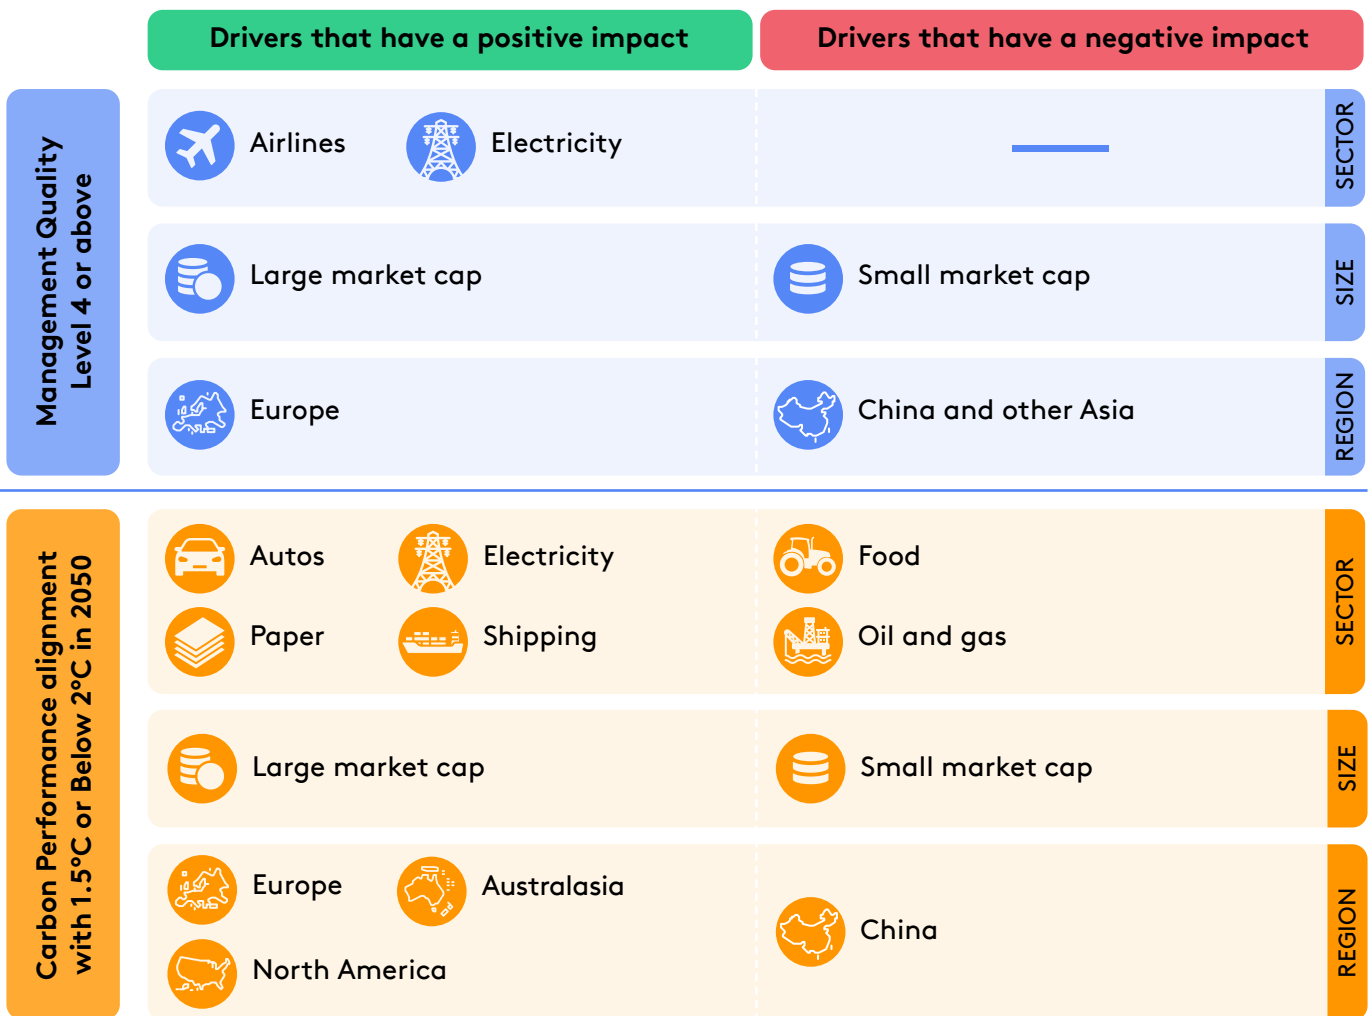 Drivers that have a positive impact
Drivers that have a negative impact
Management Quality
Level 4 or above
Airlines
Electricity
SECTOR
Large market cap
Small market cap
SIZE
Europe
China and other Asia
REGION
Carbon Performance alignment
with 1.5°C or Below 2°C in 2050
Autos
Electricity
Food
Paper
Shipping
Oil and gas
SECTOR
Large market cap
Small market cap
SIZE
Europe
Australasia
North America
China
REGION